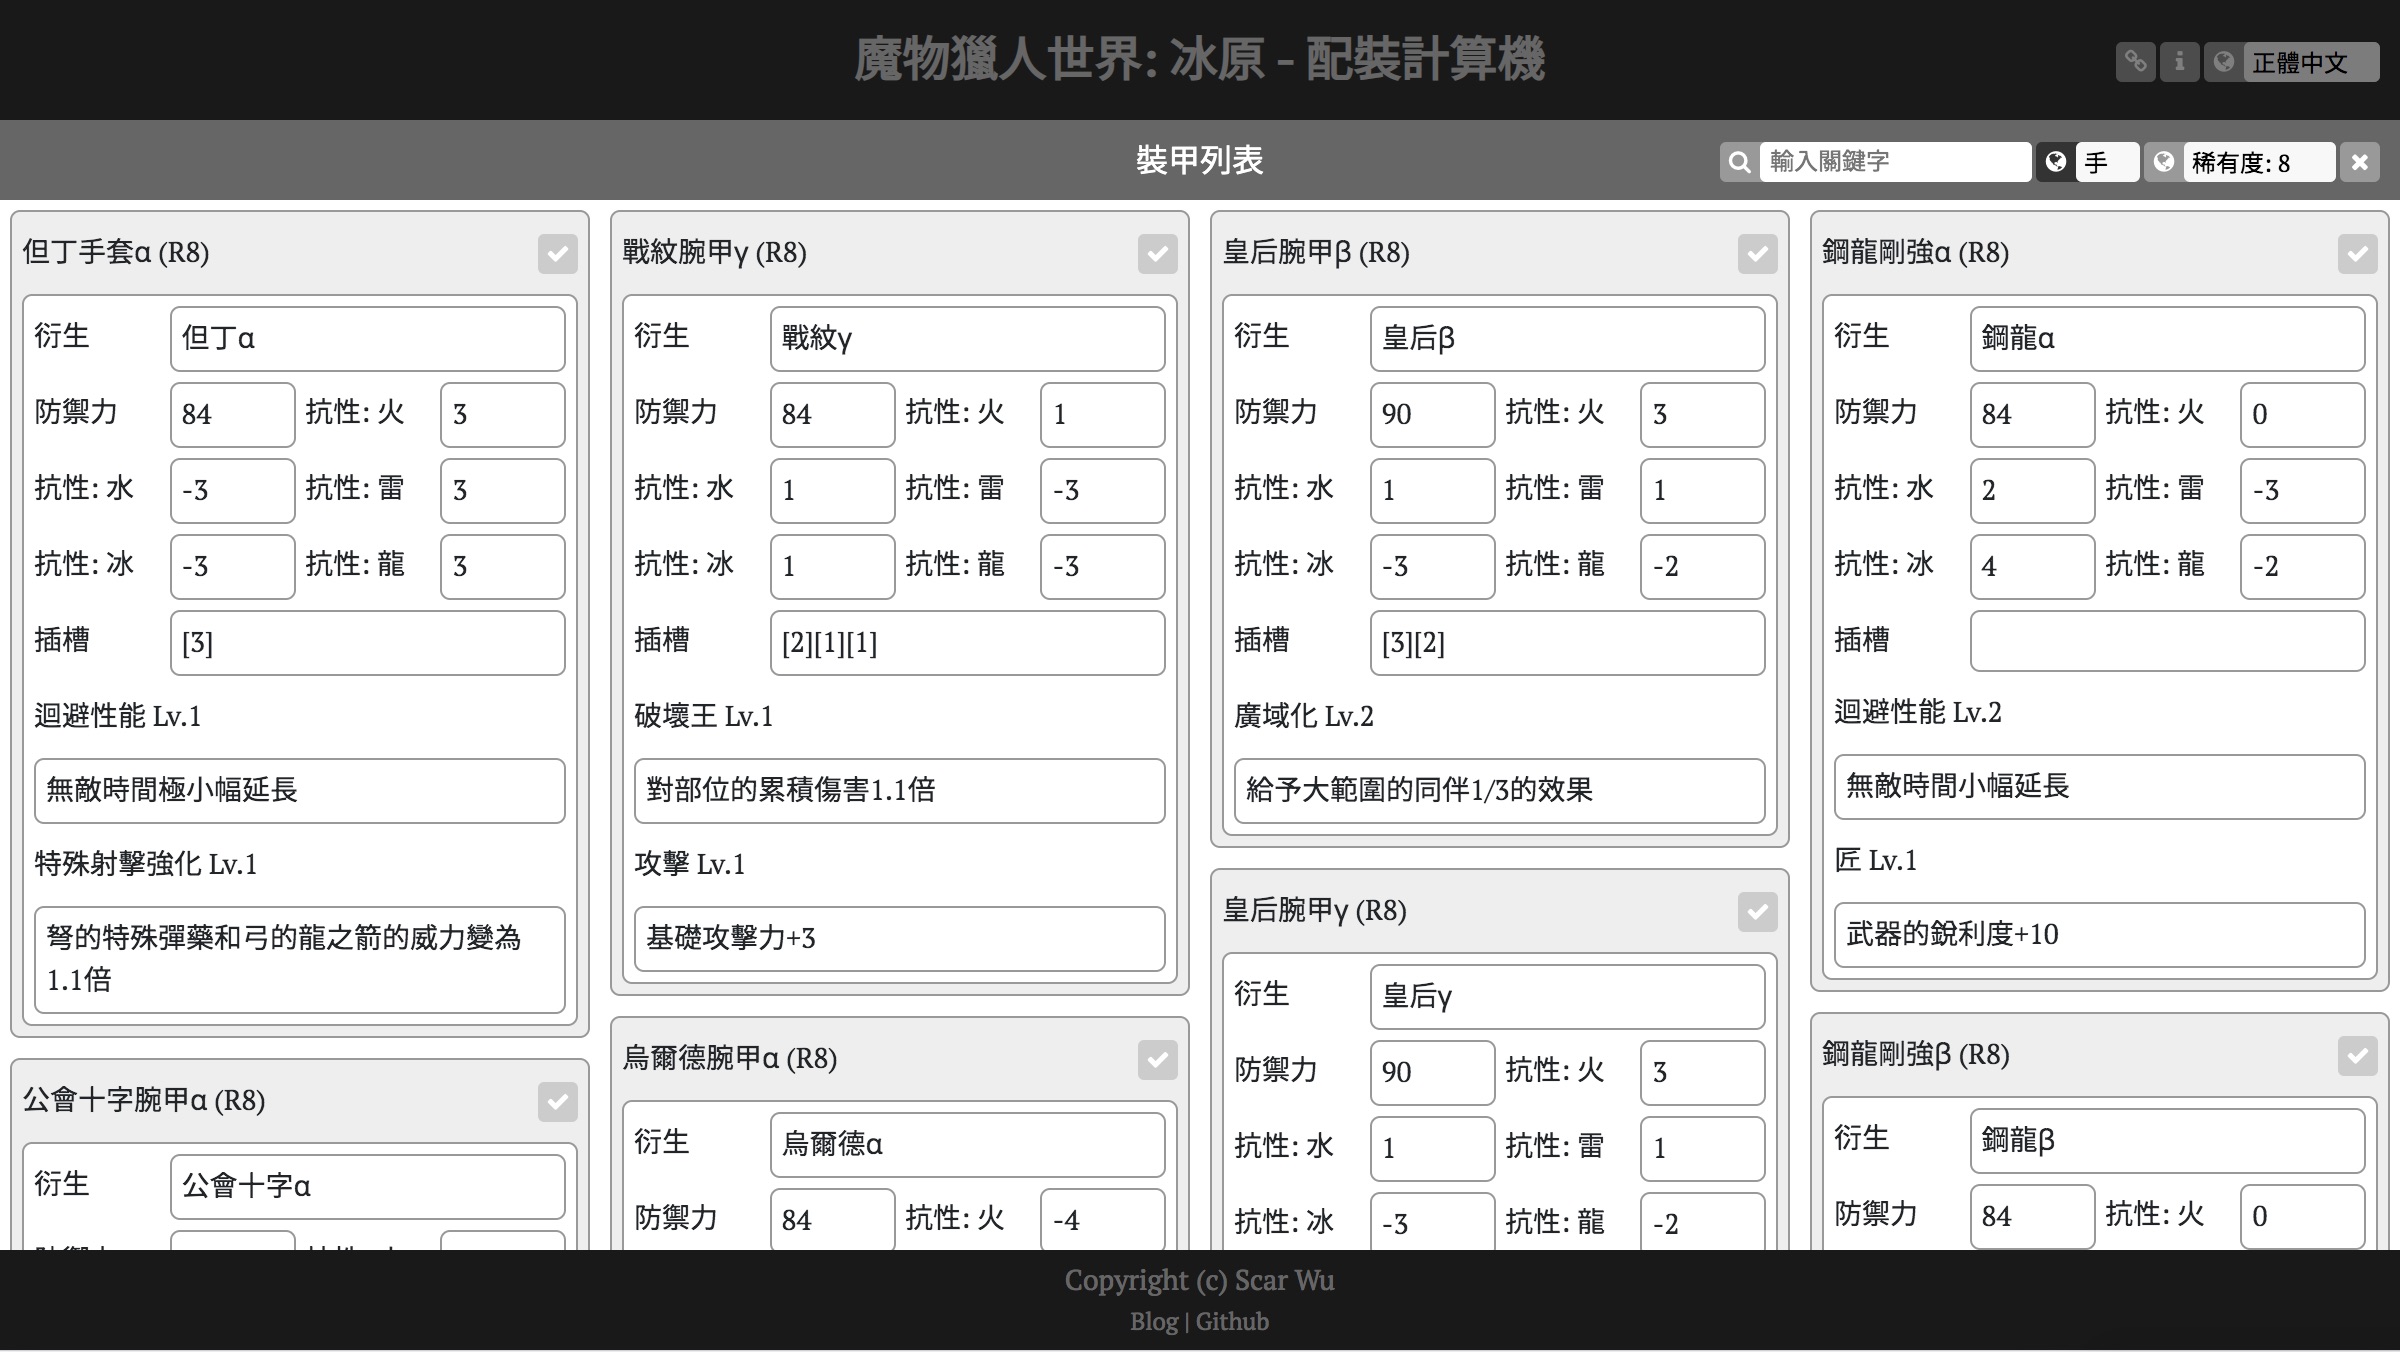 魔物獵人世界: 冰原 - 配裝計算機
正體中文
裝甲列表
輸入關鍵字
手
稀有度: 8
但丁手套α (R8)
衍生 但丁α
防禦力 84 抗性: 火 3
抗性: 水 -3 抗性: 雷 3
抗性: 冰 -3 抗性: 龍 3
插槽 [3]
迴避性能 Lv.1
無敵時間極小幅延長
特殊射擊強化 Lv.1
弩的特殊彈藥和弓的龍之箭的威力變為
1.1倍
公會十字腕甲α (R8)
衍生 公會十字α
戰紋腕甲γ (R8)
衍生 戰紋γ
防禦力 84 抗性: 火 1
抗性: 水 1 抗性: 雷 -3
抗性: 冰 1 抗性: 龍 -3
插槽 [2][1][1]
破壞王 Lv.1
對部位的累積傷害1.1倍
攻擊 Lv.1
基礎攻擊力+3
烏爾德腕甲α (R8)
衍生 烏爾德α
防禦力 84 抗性: 火 -4
皇后腕甲β (R8)
衍生 皇后β
防禦力 90 抗性: 火 3
抗性: 水 1 抗性: 雷 1
抗性: 冰 -3 抗性: 龍 -2
插槽 [3][2]
廣域化 Lv.2
給予大範圍的同伴1/3的效果
皇后腕甲γ (R8)
衍生 皇后γ
防禦力 90 抗性: 火 3
抗性: 水 1 抗性: 雷 1
抗性: 冰 -3 抗性: 龍 -2
鋼龍剛強α (R8)
衍生 鋼龍α
防禦力 84 抗性: 火 0
抗性: 水 2 抗性: 雷 -3
抗性: 冰 4 抗性: 龍 -2
插槽
迴避性能 Lv.2
無敵時間小幅延長
匠 Lv.1
武器的銳利度+10
鋼龍剛強β (R8)
衍生 鋼龍β
防禦力 84 抗性: 火 0
Copyright (c) Scar Wu
Blog | Github